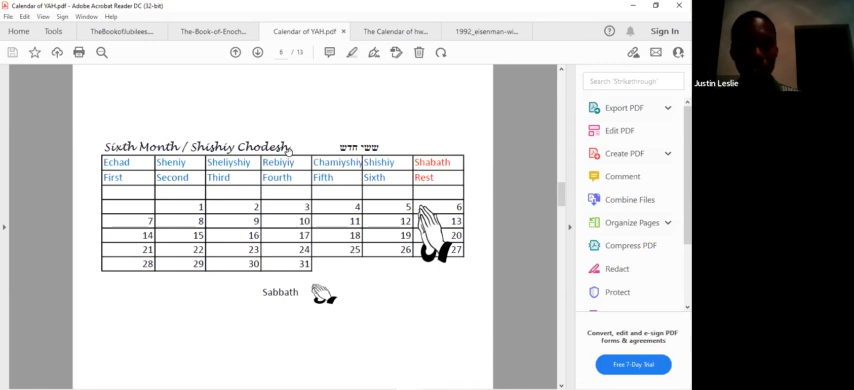 Calendar of YAH.pdf - Adobe Acrobat Reader DC (32-bit)
File Edit View Sign Window Help
Home Tools TheBookofJubilees.... The-Book-of-Enoch... Calendar of YAH.pdf × The Calendar of hw... 1992_eisenman-wi... Sign In
6 / 13
Justin Leslie
Search 'Strikethrough'
Export PDF
Edit PDF
Create PDF
Comment
Combine Files
Organize Pages
Compress PDF
Redact
Protect
Convert, edit and e-sign PDF
forms & agreements
Free 7-Day Trial
Sixth Month / Shishiy Chodesh ששי חדש
Echad Sheniy Sheliyshiy Rebiyiy Chamiyshiy Shishiy Shabath
First Second Third Fourth Fifth Sixth Rest
1 2 3 4 5 6
7 8 9 10 11 12 13
14 15 16 17 18 19 20
21 22 23 24 25 26 27
28 29 30 31
Sabbath